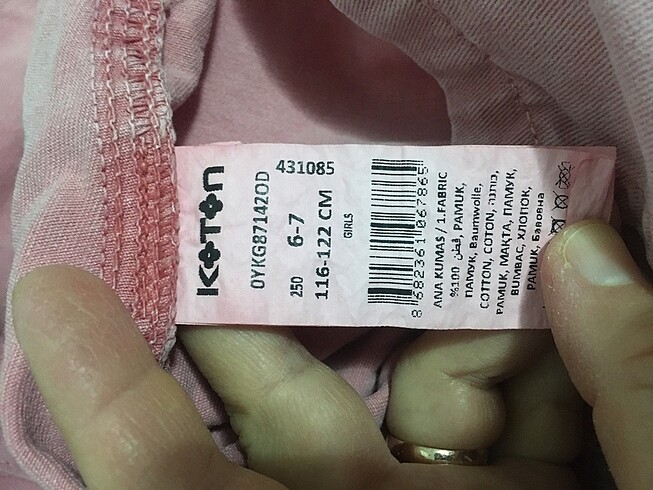 KOTON
0YKG87142OD
431085
250
6-7
116-122 CM
GIRLS
8 682361 067865
ANA KUMAS / 1.FABRIC
%100 قطن, PAMUK,
ПАМУК, Baumwolle,
COTTON, COTON, כותנה,
PAMUK, МАҚТА, ПАМУК,
BUMBAC, ХЛОПОК,
PAMUK, Бавовна